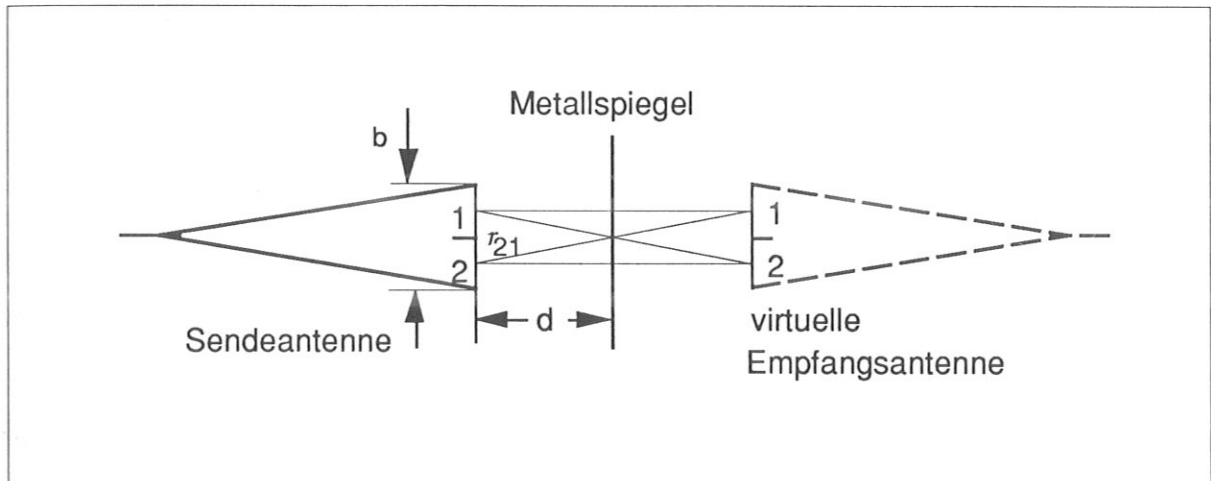 Metallspiegel
b
1
r21
2
1
2
d
Sendeantenne
virtuelle
Empfangsantenne